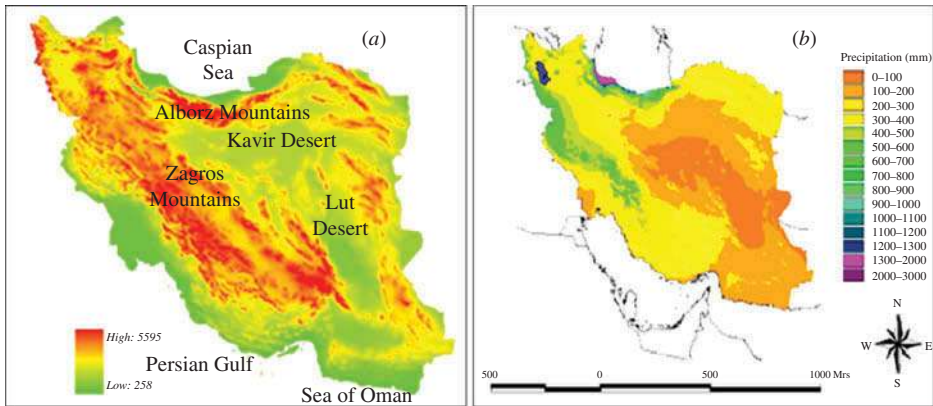 (a)
Caspian
Sea
Alborz Mountains
Kavir Desert
Zagros
Mountains
Lut
Desert
High: 5595
Low: 258
Persian Gulf
Sea of Oman
(b)
Precipitation (mm)
0–100
100–200
200–300
300–400
400–500
500–600
600–700
700–800
800–900
900–1000
1000–1100
1100–1200
1200–1300
1300–2000
2000–3000
N
W E
S
500 0 500 1000 Mrs